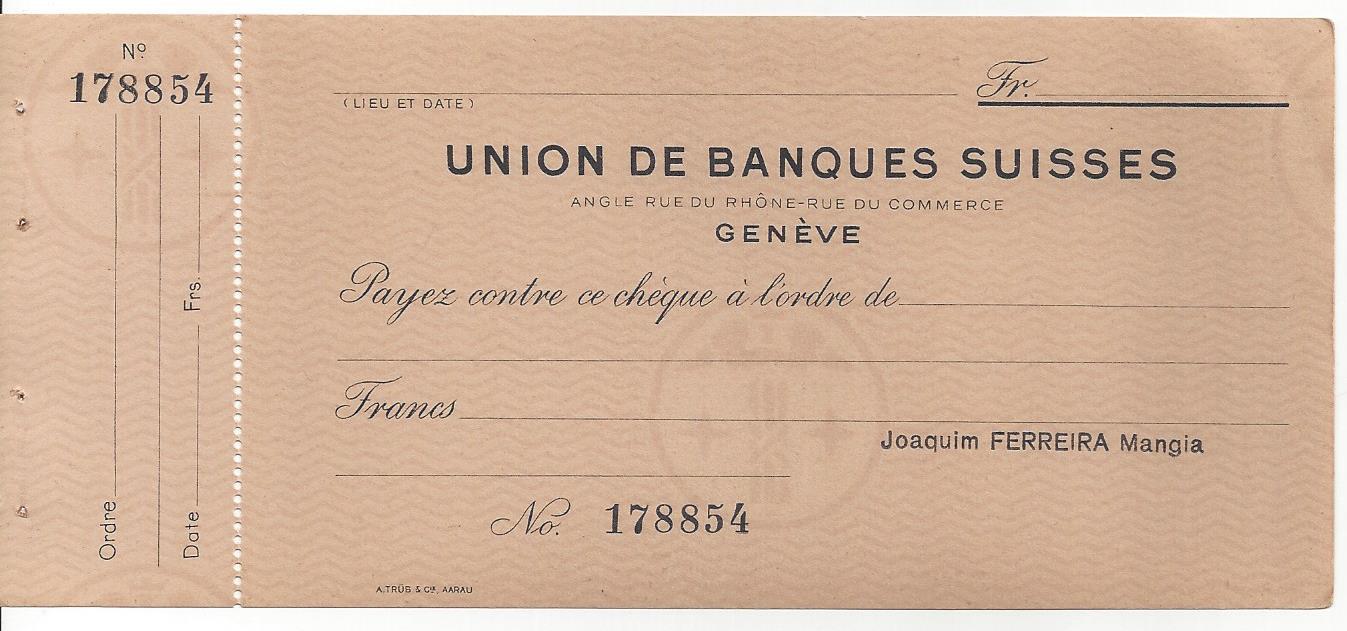 Nº
178854
Ordre
Date
Frs.
(LIEU ET DATE)
Fr.
UNION DE BANQUES SUISSES
ANGLE RUE DU RHÔNE-RUE DU COMMERCE
GENÈVE
Payez contre ce chèque à l'ordre de
Francs
Joaquim FERREIRA Mangia
No. 178854
A.TRÜB & Cie, AARAU